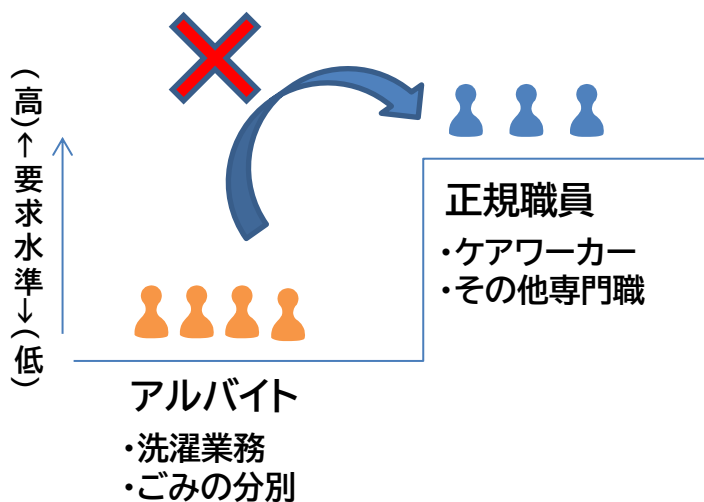 (高)↑要求水準↓(低)
正規職員
・ケアワーカー
・その他専門職
アルバイト
・洗濯業務
・ごみの分別